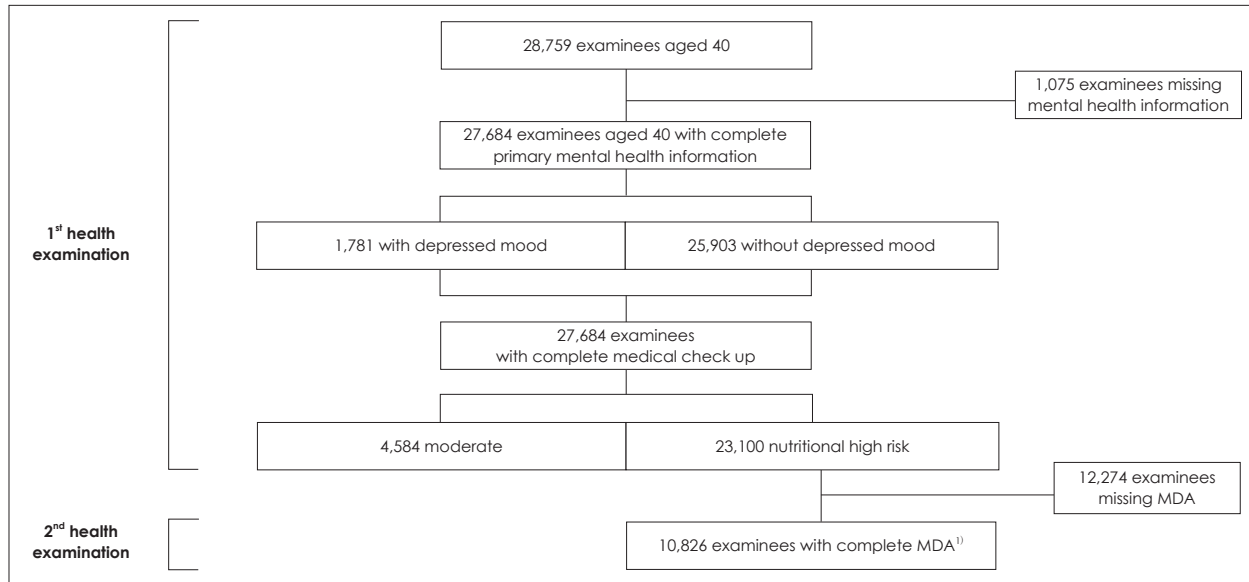 28,759 examinees aged 40
1,075 examinees missing
mental health information
27,684 examinees aged 40 with complete
primary mental health information
1st health
examination
1,781 with depressed mood
25,903 without depressed mood
27,684 examinees
with complete medical check up
4,584 moderate
23,100 nutritional high risk
12,274 examinees
missing MDA
2nd health
examination
10,826 examinees with complete MDA1)